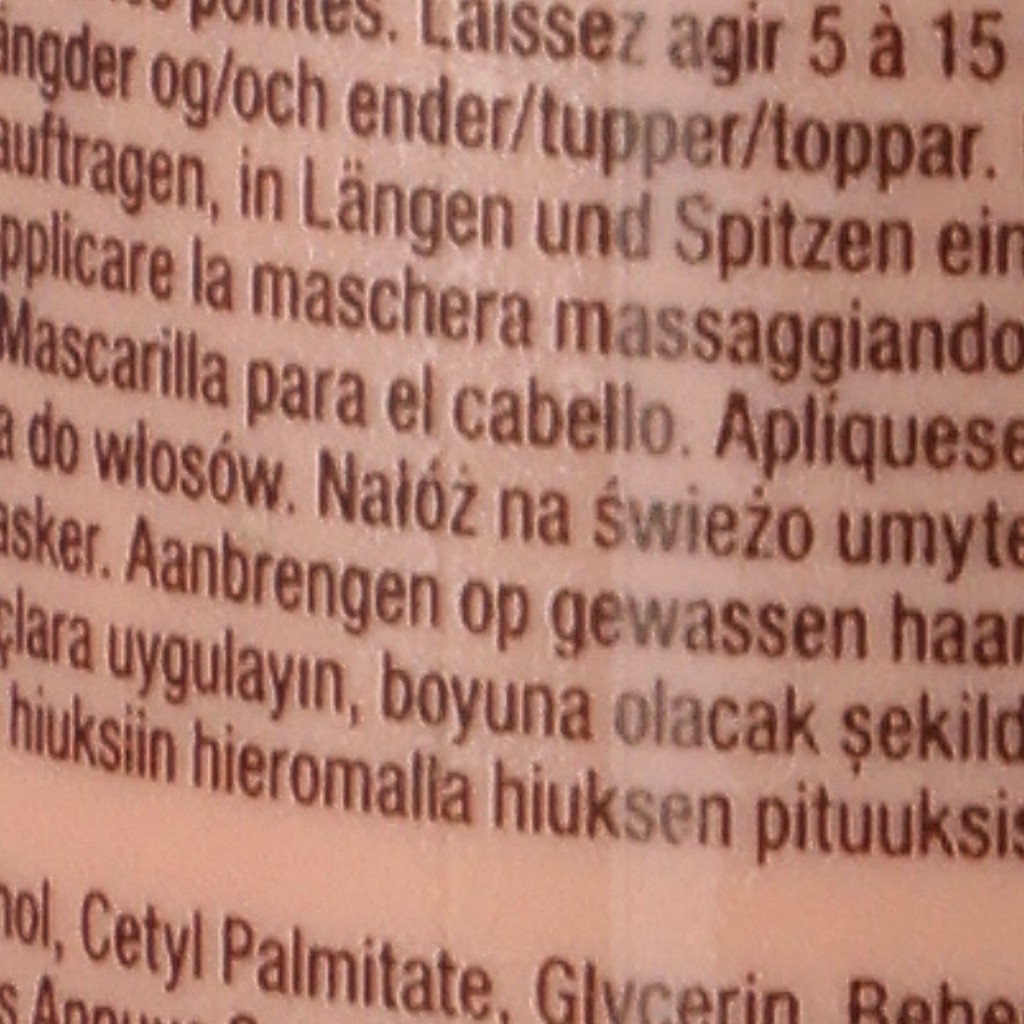 pointes. Laissez agir 5 à 15
ängder og/och ender/tupper/toppar.
auftragen, in Längen und Spitzen ein
pplicare la maschera massaggiando
Mascarilla para el cabello. Aplíquese
a do włosów. Nałóż na świeżo umyte
asker. Aanbrengen op gewassen haar
çlara uygulayın, boyuna olacak şekild
hiuksiin hieromalla hiuksen pituuksis
nol, Cetyl Palmitate, Glycerin, Behe